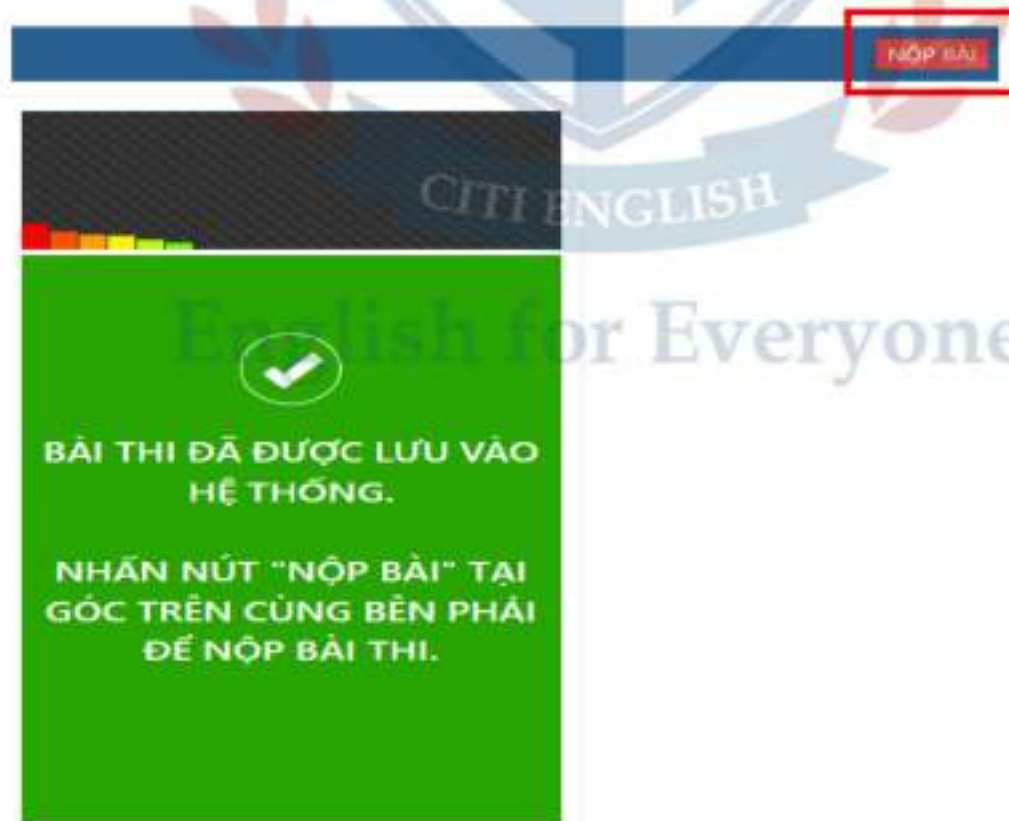 NỘP BÀI
CITI ENGLISH
English for Everyone
BÀI THI ĐÃ ĐƯỢC LƯU VÀO
HỆ THỐNG.
NHẤN NÚT "NỘP BÀI" TẠI
GÓC TRÊN CÙNG BÊN PHẢI
ĐỂ NỘP BÀI THI.